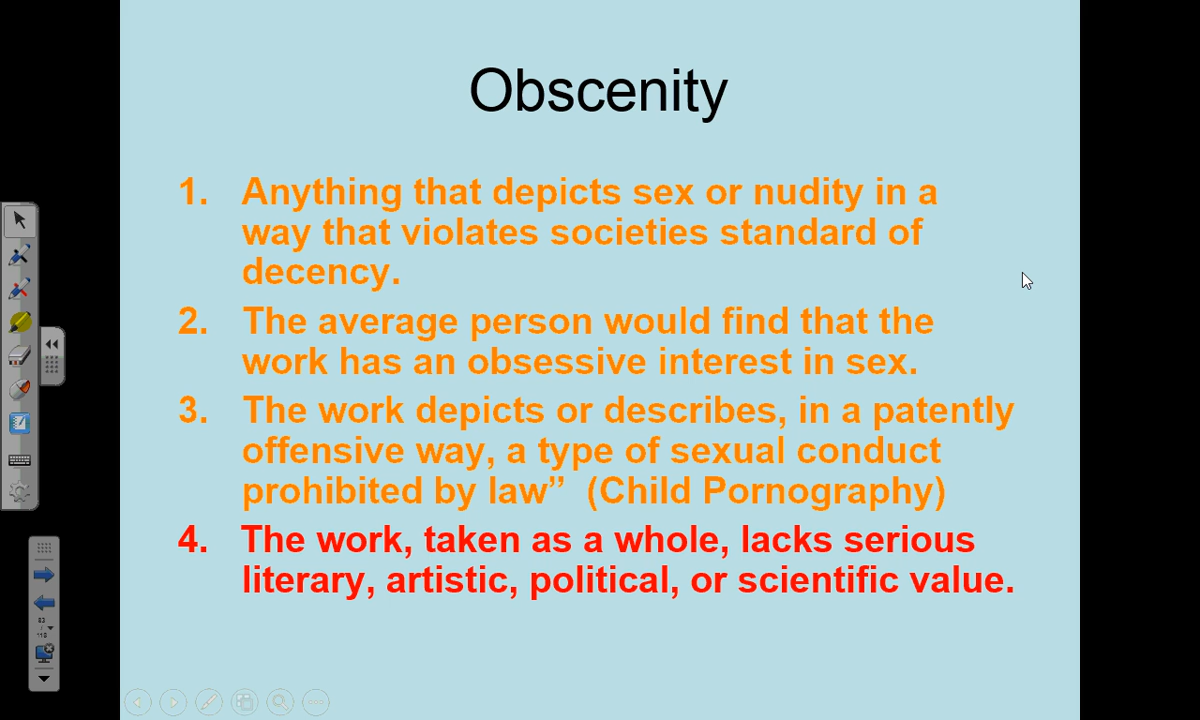 Obscenity
1. Anything that depicts sex or nudity in a
way that violates societies standard of
decency.
2. The average person would find that the
work has an obsessive interest in sex.
3. The work depicts or describes, in a patently
offensive way, a type of sexual conduct
prohibited by law” (Child Pornography)
4. The work, taken as a whole, lacks serious
literary, artistic, political, or scientific value.